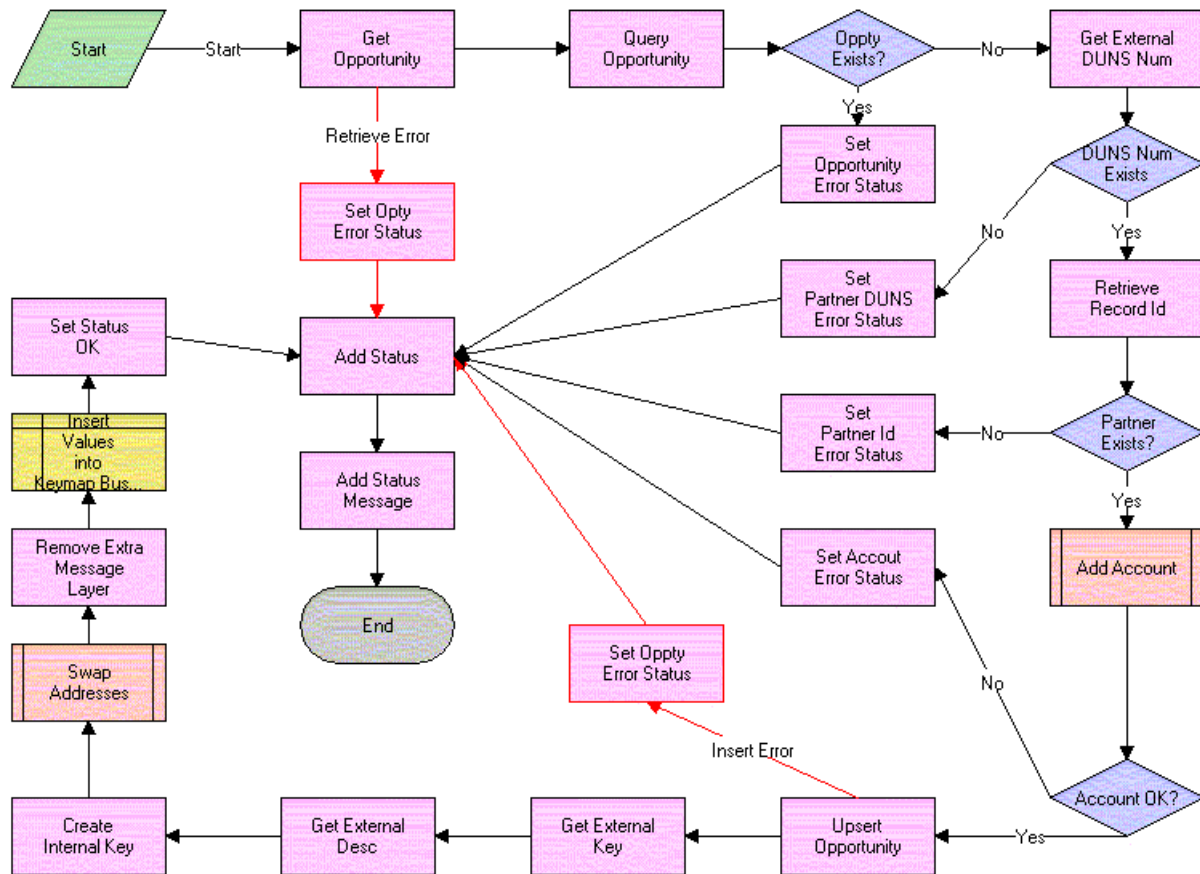 Start
Start
Get
Opportunity
Query
Opportunity
Oppty
Exists?
No
Get External
DUNS Num
Yes
Retrieve Error
Set
Opportunity
Error Status
DUNS Num
Exists
Set Opty
Error Status
No
Yes
Set
Partner DUNS
Error Status
Retrieve
Record Id
Set Status
OK
Add Status
Insert
Values
into
Keymap Bus...
Set
Partner Id
Error Status
No
Partner
Exists?
Add Status
Message
Yes
Remove Extra
Message
Layer
Set Accout
Error Status
Add Account
End
Swap
Addresses
Set Oppty
Error Status
No
Insert Error
Account OK?
Create
Internal Key
Get External
Desc
Get External
Key
Upsert
Opportunity
Yes